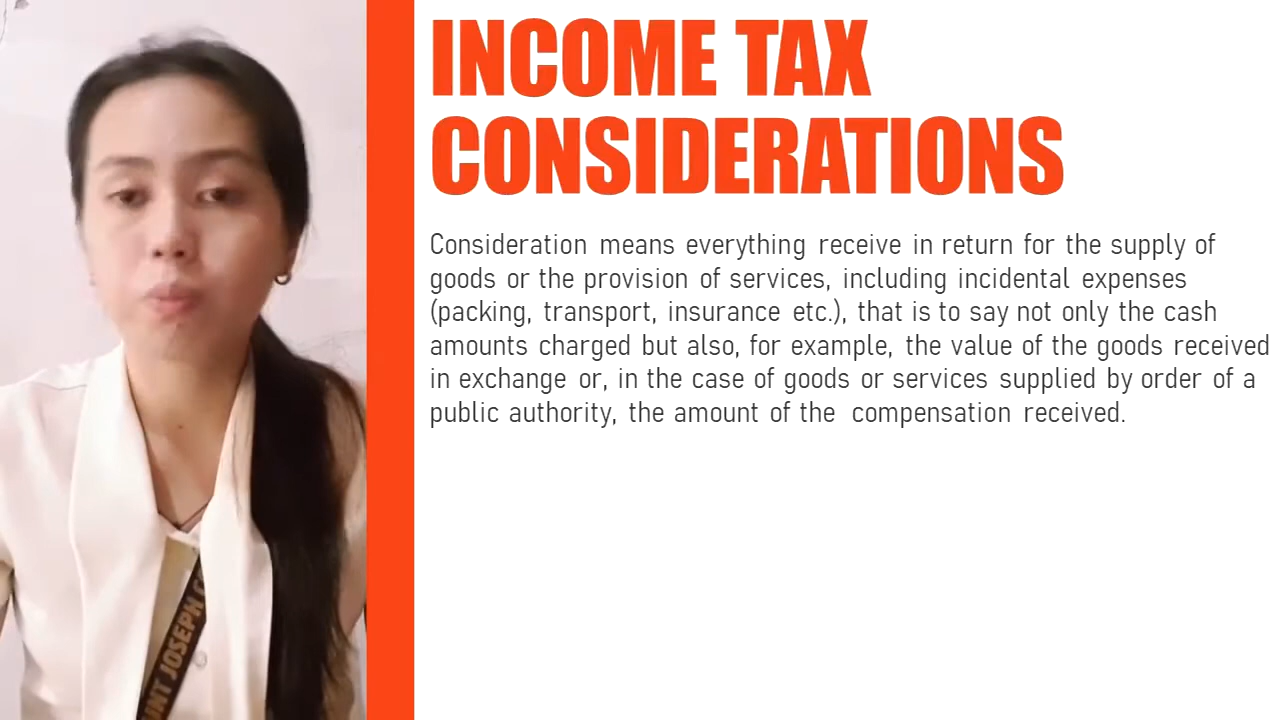 INCOME TAX
CONSIDERATIONS
Consideration means everything receive in return for the supply of
goods or the provision of services, including incidental expenses
(packing, transport, insurance etc.), that is to say not only the cash
amounts charged but also, for example, the value of the goods received
in exchange or, in the case of goods or services supplied by order of a
public authority, the amount of the compensation received.
JOSEPH